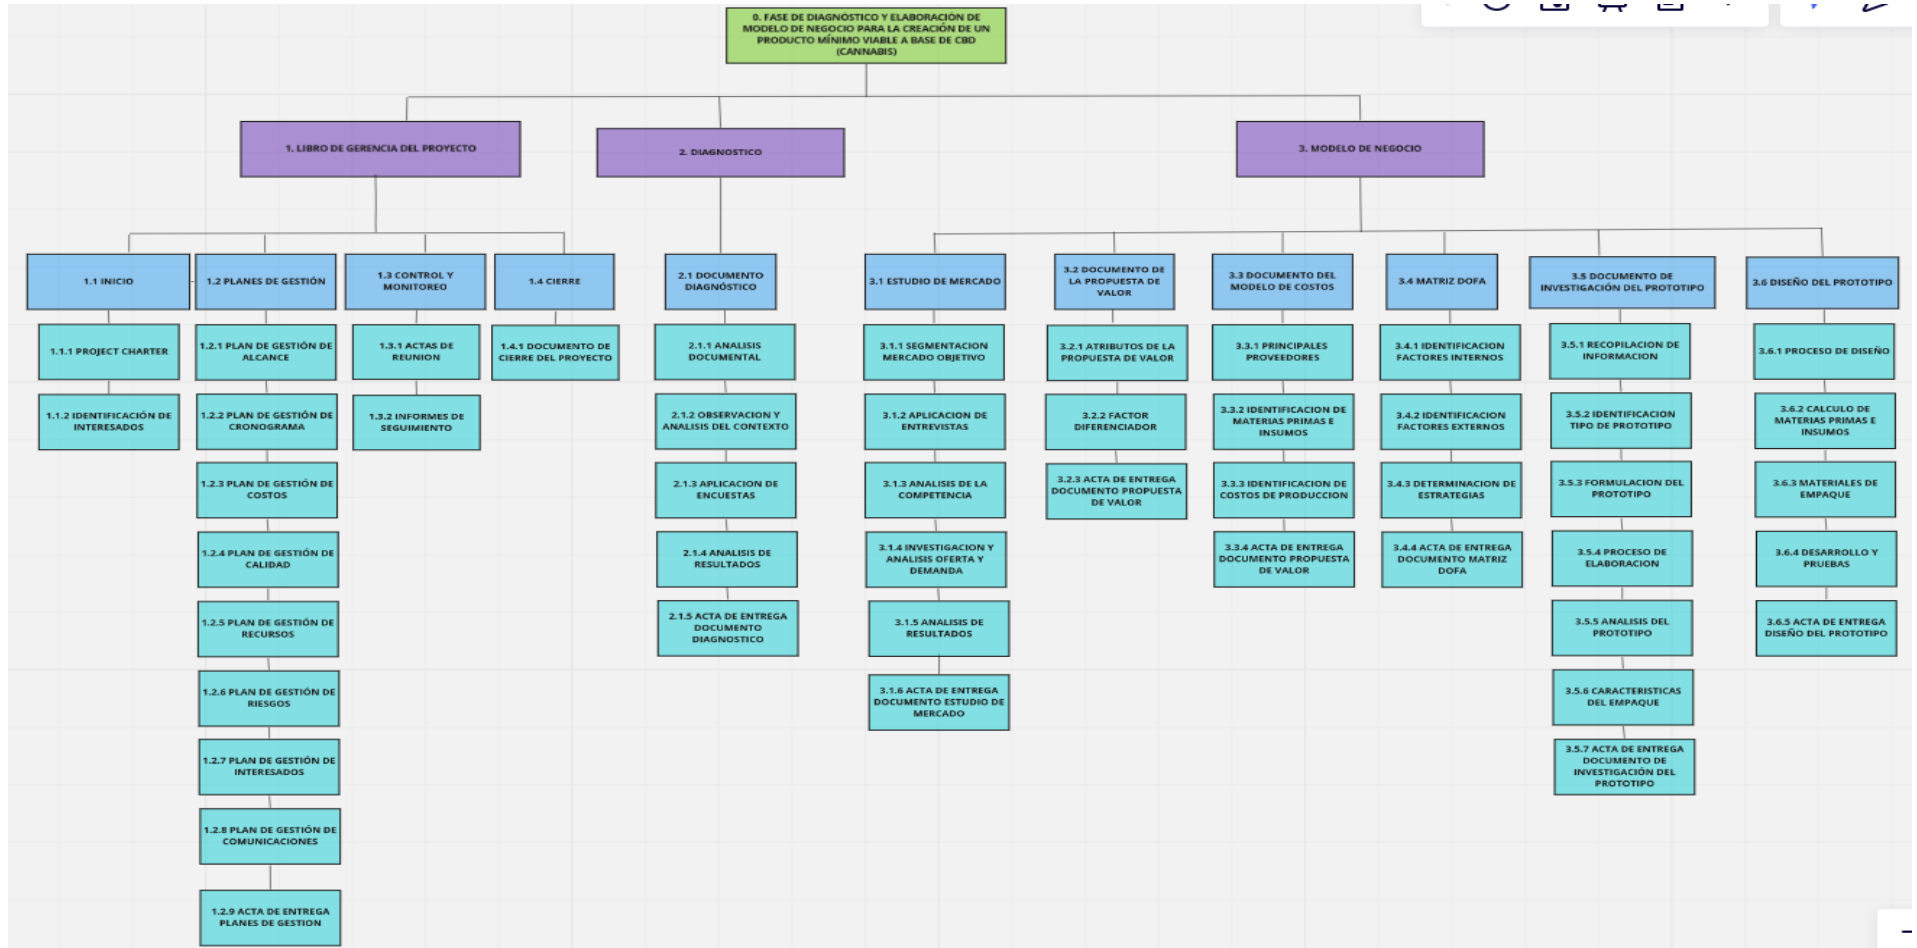 0. FASE DE DIAGNÓSTICO Y ELABORACIÓN DE
MODELO DE NEGOCIO PARA LA CREACIÓN DE UN
PRODUCTO MÍNIMO VIABLE A BASE DE CBD
(CANNABIS)
1. LIBRO DE GERENCIA DEL PROYECTO
2. DIAGNOSTICO
3. MODELO DE NEGOCIO
1.1 INICIO
1.2 PLANES DE GESTIÓN
1.3 CONTROL Y
MONITOREO
1.4 CIERRE
2.1 DOCUMENTO
DIAGNÓSTICO
3.1 ESTUDIO DE MERCADO
3.2 DOCUMENTO DE
LA PROPUESTA DE
VALOR
3.3 DOCUMENTO DEL
MODELO DE COSTOS
3.4 MATRIZ DOFA
3.5 DOCUMENTO DE
INVESTIGACIÓN DEL PROTOTIPO
3.6 DISEÑO DEL PROTOTIPO
1.1.1 PROJECT CHARTER
1.1.2 IDENTIFICACIÓN DE
INTERESADOS
1.2.1 PLAN DE GESTIÓN DE
ALCANCE
1.2.2 PLAN DE GESTIÓN DE
CRONOGRAMA
1.2.3 PLAN DE GESTIÓN DE
COSTOS
1.2.4 PLAN DE GESTIÓN DE
CALIDAD
1.2.5 PLAN DE GESTIÓN DE
RECURSOS
1.2.6 PLAN DE GESTIÓN DE
RIESGOS
1.2.7 PLAN DE GESTIÓN DE
INTERESADOS
1.2.8 PLAN DE GESTIÓN DE
COMUNICACIONES
1.2.9 ACTA DE ENTREGA
PLANES DE GESTION
1.3.1 ACTAS DE
REUNION
1.3.2 INFORMES DE
SEGUIMIENTO
1.4.1 DOCUMENTO DE
CIERRE DEL PROYECTO
2.1.1 ANALISIS
DOCUMENTAL
2.1.2 OBSERVACION Y
ANALISIS DEL CONTEXTO
2.1.3 APLICACION DE
ENCUESTAS
2.1.4 ANALISIS DE
RESULTADOS
2.1.5 ACTA DE ENTREGA
DOCUMENTO
DIAGNOSTICO
3.1.1 SEGMENTACION
MERCADO OBJETIVO
3.1.2 APLICACION DE
ENTREVISTAS
3.1.3 ANALISIS DE LA
COMPETENCIA
3.1.4 INVESTIGACION Y
ANALISIS OFERTA Y
DEMANDA
3.1.5 ANALISIS DE
RESULTADOS
3.1.6 ACTA DE ENTREGA
DOCUMENTO ESTUDIO DE
MERCADO
3.2.1 ATRIBUTOS DE LA
PROPUESTA DE VALOR
3.2.2 FACTOR
DIFERENCIADOR
3.2.3 ACTA DE ENTREGA
DOCUMENTO PROPUESTA
DE VALOR
3.3.1 PRINCIPALES
PROVEEDORES
3.3.2 IDENTIFICACION DE
MATERIAS PRIMAS E
INSUMOS
3.3.3 IDENTIFICACION DE
COSTOS DE PRODUCCION
3.3.4 ACTA DE ENTREGA
DOCUMENTO PROPUESTA
DE VALOR
3.4.1 IDENTIFICACION
FACTORES INTERNOS
3.4.2 IDENTIFICACION
FACTORES EXTERNOS
3.4.3 DETERMINACION DE
ESTRATEGIAS
3.4.4 ACTA DE ENTREGA
DOCUMENTO MATRIZ
DOFA
3.5.1 RECOPILACION DE
INFORMACION
3.5.2 IDENTIFICACION
TIPO DE PROTOTIPO
3.5.3 FORMULACION DEL
PROTOTIPO
3.5.4 PROCESO DE
ELABORACION
3.5.5 ANALISIS DEL
PROTOTIPO
3.5.6 CARACTERISTICAS
DEL EMPAQUE
3.5.7 ACTA DE ENTREGA
DOCUMENTO DE
INVESTIGACIÓN DEL
PROTOTIPO
3.6.1 PROCESO DE DISEÑO
3.6.2 CALCULO DE
MATERIAS PRIMAS E
INSUMOS
3.6.3 MATERIALES DE
EMPAQUE
3.6.4 DESARROLLO Y
PRUEBAS
3.6.5 ACTA DE ENTREGA
DISEÑO DEL PROTOTIPO